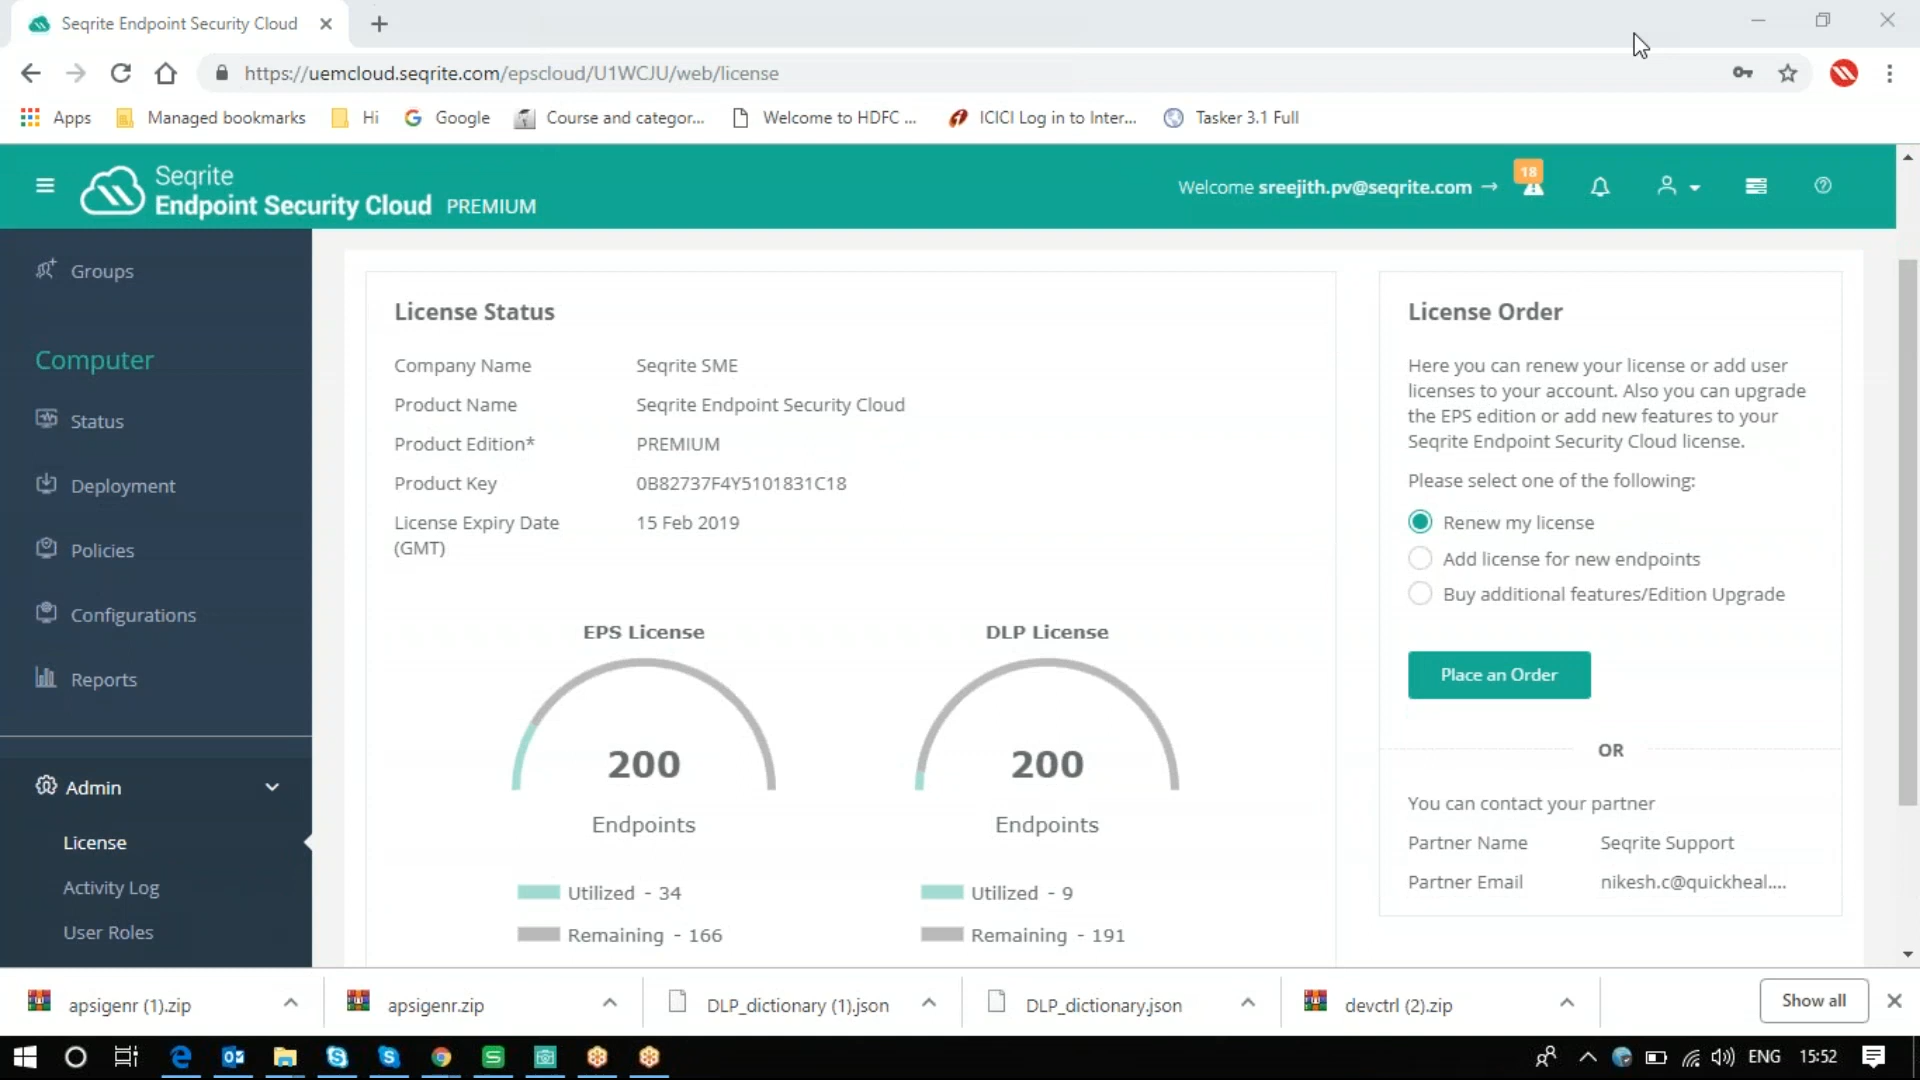 Seqrite Endpoint Security Cloud
https://uemcloud.seqrite.com/epscloud/U1WCJU/web/license
Apps Managed bookmarks Hi Google Course and categor... Welcome to HDFC ... ICICI Log in to Inter... Tasker 3.1 Full
Seqrite
Endpoint Security Cloud PREMIUM
Welcome sreejith.pv@seqrite.com → 18
Groups
Computer
Status
Deployment
Policies
Configurations
Reports
Admin
License
Activity Log
User Roles
License Status
Company Name Seqrite SME
Product Name Seqrite Endpoint Security Cloud
Product Edition* PREMIUM
Product Key 0B82737F4Y5101831C18
License Expiry Date 15 Feb 2019
(GMT)
EPS License
200
Endpoints
Utilized - 34
Remaining - 166
DLP License
200
Endpoints
Utilized - 9
Remaining - 191
License Order
Here you can renew your license or add user
licenses to your account. Also you can upgrade
the EPS edition or add new features to your
Seqrite Endpoint Security Cloud license.
Please select one of the following:
Renew my license
Add license for new endpoints
Buy additional features/Edition Upgrade
Place an Order
OR
You can contact your partner
Partner Name Seqrite Support
Partner Email nikesh.c@quickheal....
apsigenr (1).zip apsigenr.zip DLP_dictionary (1).json DLP_dictionary.json devctrl (2).zip Show all
ENG 15:52